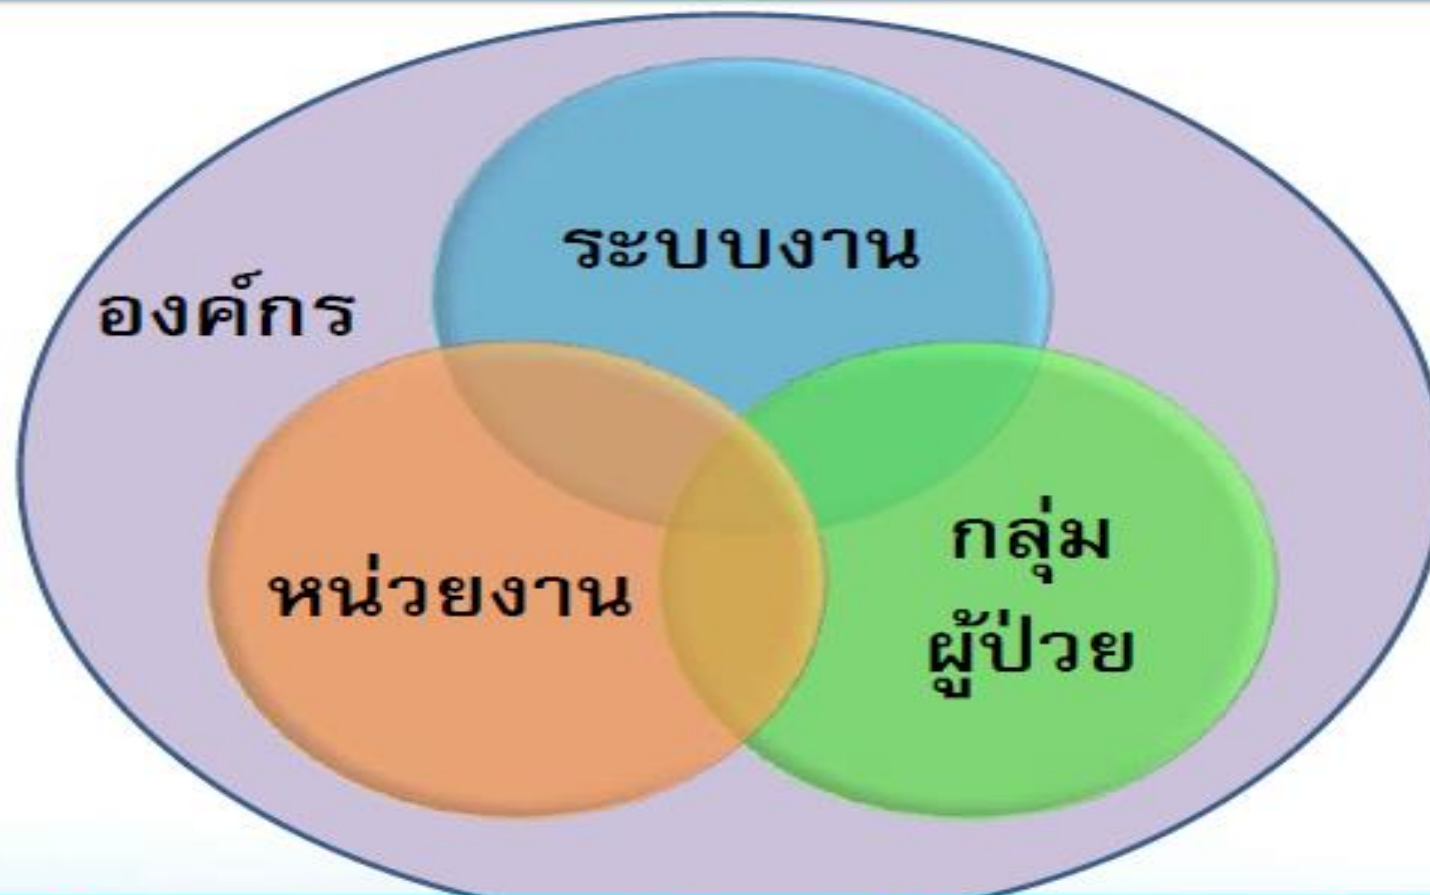 ระบบงาน
องค์กร
หน่วยงาน
กลุ่ม
ผู้ป่วย